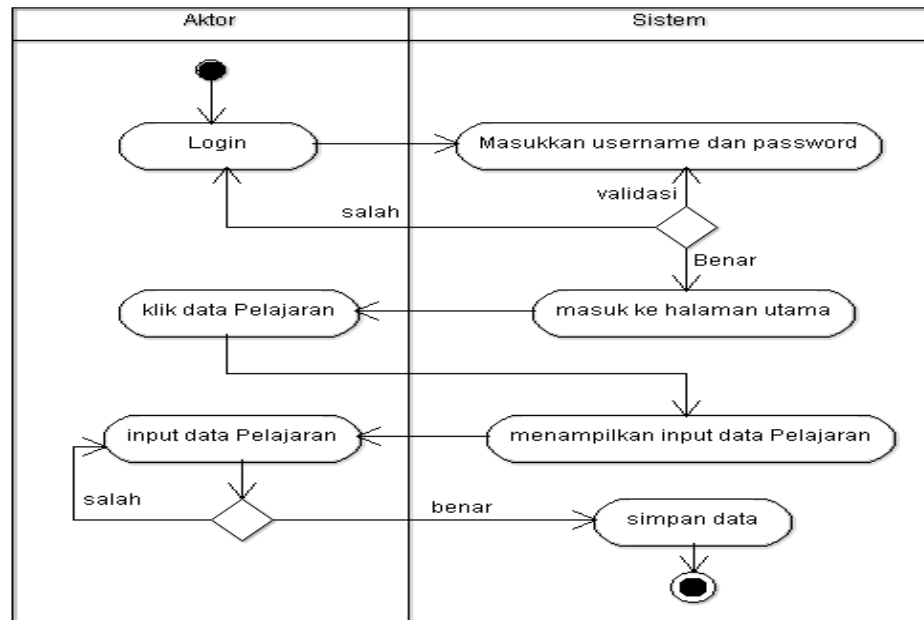 Aktor
Sistem
Login
Masukkan username dan password
validasi
salah
Benar
klik data Pelajaran
masuk ke halaman utama
input data Pelajaran
menampilkan input data Pelajaran
salah
benar
simpan data